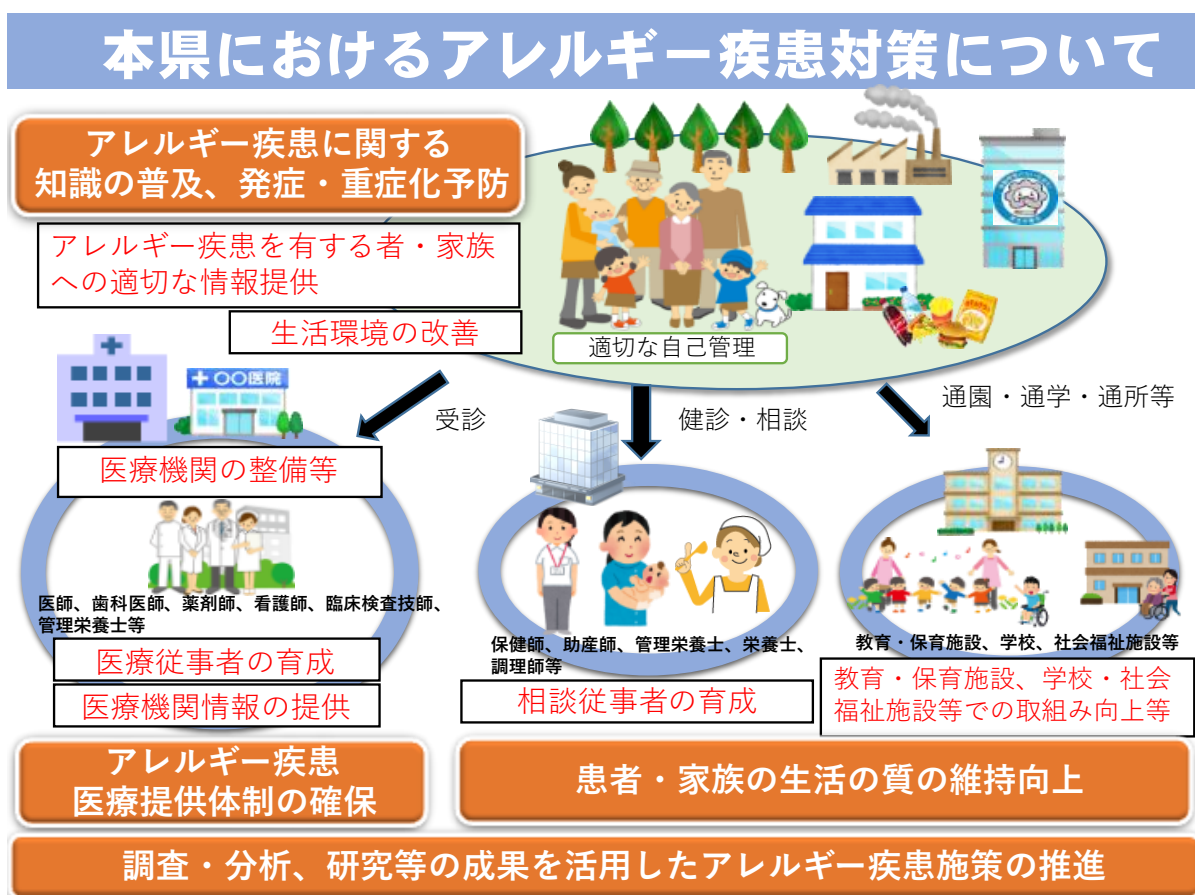 本県におけるアレルギー疾患対策について
アレルギー疾患に関する
知識の普及、発症・重症化予防
アレルギー疾患を有する者・家族
への適切な情報提供
生活環境の改善
適切な自己管理
受診
健診・相談
通園・通学・通所等
〇〇医院
医療機関の整備等
医師、歯科医師、薬剤師、看護師、臨床検査技師、
管理栄養士等
医療従事者の育成
医療機関情報の提供
保健師、助産師、管理栄養士、栄養士、
調理師等
相談従事者の育成
教育・保育施設、学校、社会福祉施設等
教育・保育施設、学校・社会
福祉施設等での取組み向上等
アレルギー疾患
医療提供体制の確保
患者・家族の生活の質の維持向上
調査・分析、研究等の成果を活用したアレルギー疾患施策の推進